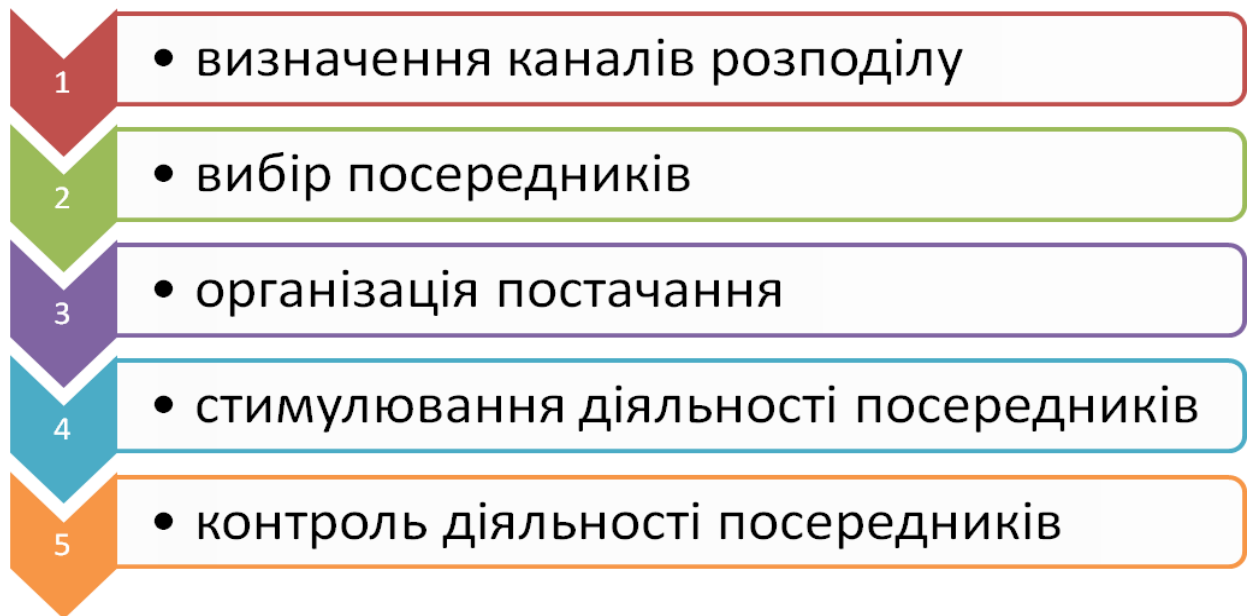 1 • визначення каналів розподілу
2 • вибір посередників
3 • організація постачання
4 • стимулювання діяльності посередників
5 • контроль діяльності посередників